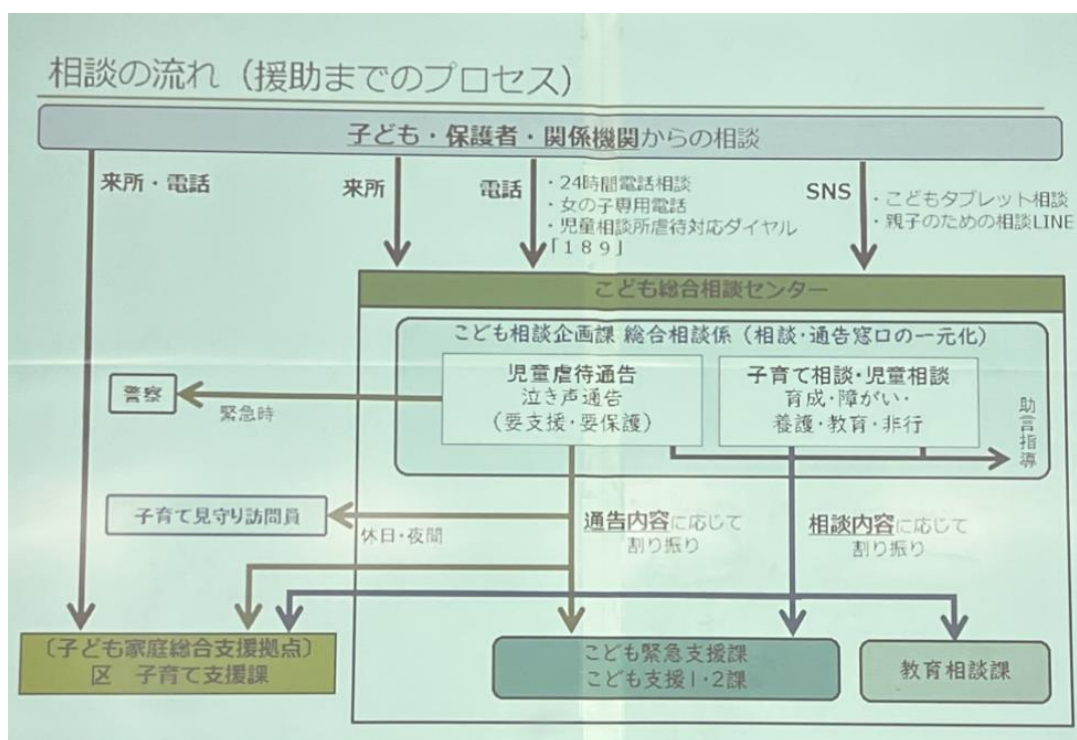 相談の流れ（援助までのプロセス）
子ども・保護者・関係機関からの相談
来所・電話
来所
電話
・24時間電話相談
・女の子専用電話
・児童相談所虐待対応ダイヤル
「189」
SNS
・こどもタブレット相談
・親子のための相談LINE
こども総合相談センター
こども相談企画課 総合相談係（相談・通告窓口の一元化）
児童虐待通告
泣き声通告
（要支援・要保護）
子育て相談・児童相談
育成・障がい・
養護・教育・非行
助言指導
警察
緊急時
子育て見守り訪問員
休日・夜間
通告内容に応じて
割り振り
相談内容に応じて
割り振り
〔子ども家庭総合支援拠点〕
区 子育て支援課
こども緊急支援課
こども支援1・2課
教育相談課